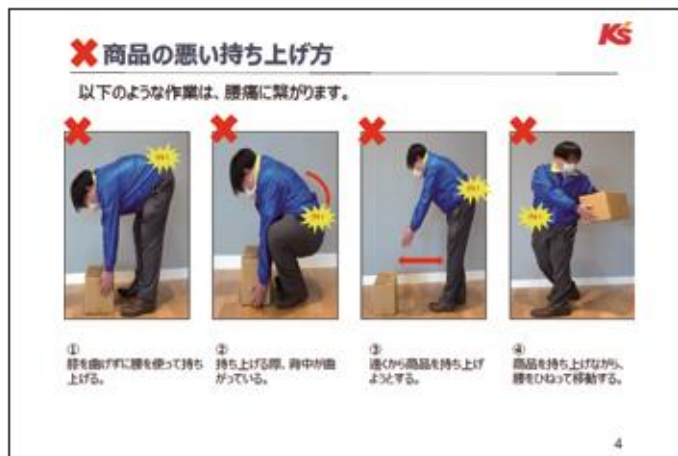 K's
商品の悪い持ち上げ方
以下のような作業は、腰痛に繋がります。
①
膝を曲げずに腰を使って持ち
上げる。
②
持ち上げる際、背中が曲
がっている。
③
遠くから商品を持ち上げ
ようとする。
④
商品を持ち上げながら、
腰をひねって移動する。
4